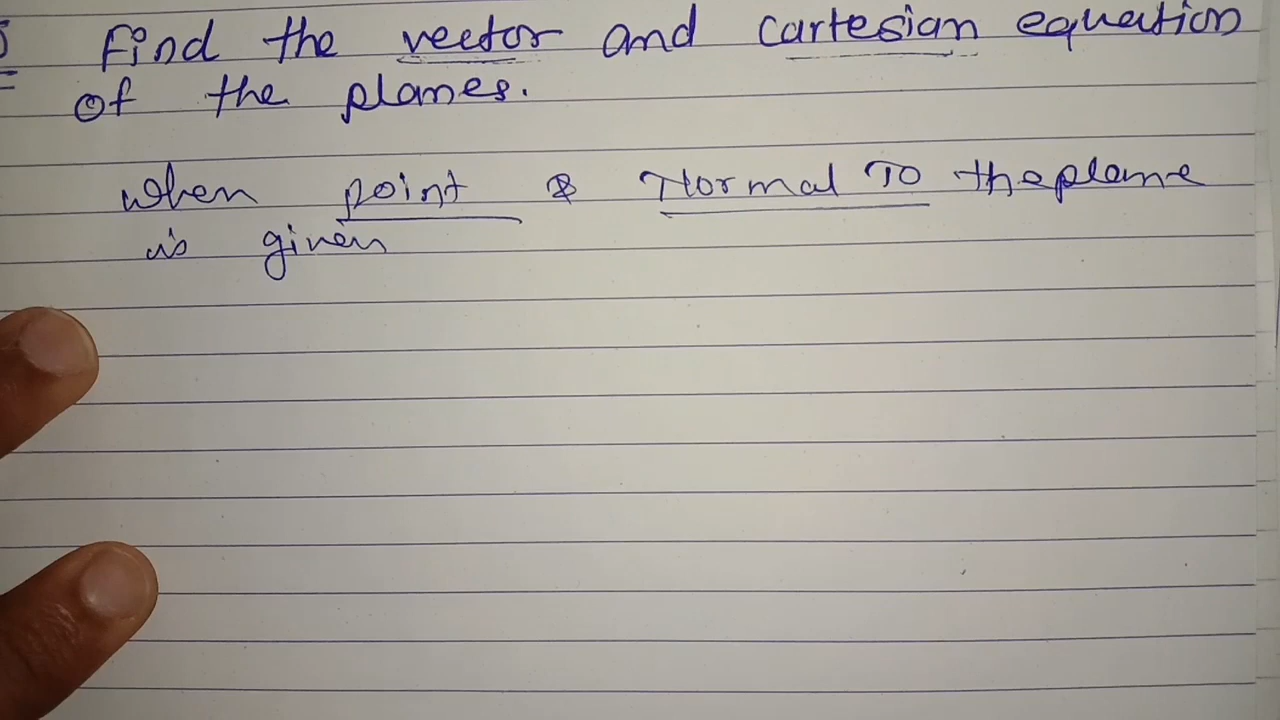 Find the vector and cartesian equation
of the planes.
when point & Normal To the plane
is given